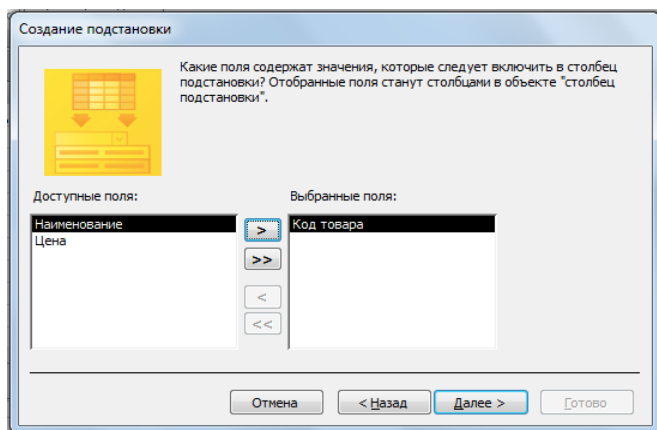 Создание подстановки
Какие поля содержат значения, которые следует включить в столбец
подстановки? Отобранные поля станут столбцами в объекте "столбец
подстановки".
Доступные поля:
Выбранные поля:
Наименование
Цена
>
>>
<
<<
Код товара
Отмена
< Назад
Далее >
Готово